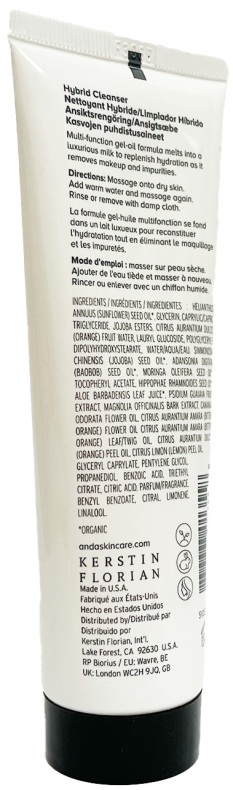 Hybrid Cleanser
Nettoyant Hybride/Limpiador Híbrido
Ansiktsrengöring/Ansigtsæbe
Kasvojen puhdistusaineet
Multi-function gel-oil formula melts into a
luxurious milk to replenish hydration as it
removes makeup and impurities.
Directions: Massage onto dry skin.
Add warm water and massage again.
Rinse or remove with damp cloth.
La formule gel-huile multifonction se fond
dans un lait luxueux pour reconstituer
l'hydratation tout en éliminant le maquillage
et les impuretés.
Mode d'emploi : masser sur peau sèche.
Ajouter de l'eau tiède et masser à nouveau.
Rincer ou enlever avec un chiffon humide.
INGREDIENTS / INGRÉDIENTS / INGREDIENTES : HELIANTHUS
ANNUUS (SUNFLOWER) SEED OIL*, GLYCERIN, CAPRYLIC/CAPRIC
TRIGLYCERIDE, JOJOBA ESTERS, CITRUS AURANTIUM DULCIS
(ORANGE) FRUIT WATER, LAURYL GLUCOSIDE, POLYGLYCERYL-2
DIPOLYHYDROXYSTEARATE, WATER/AQUA/EAU, SIMMONDSIA
CHINENSIS (JOJOBA) SEED OIL*, ADANSONIA DIGITATA
(BAOBOB) SEED OIL*, MORINGA OLEIFERA SEED OIL*,
TOCOPHERYL ACETATE, HIPPOPHAE RHAMNOIDES SEED OIL*,
ALOE BARBADENSIS LEAF JUICE*, PSIDIUM GUAJAVA FRUIT
EXTRACT, MAGNOLIA OFFICINALIS BARK EXTRACT, CANANGA
ODORATA FLOWER OIL, CITRUS AURANTIUM AMARA (BITTER
ORANGE) FLOWER OIL, CITRUS AURANTIUM AMARA (BITTER
ORANGE) LEAF/TWIG OIL, CITRUS AURANTIUM DULCIS
(ORANGE) PEEL OIL, CITRUS LIMON (LEMON) PEEL OIL,
GLYCERYL CAPRYLATE, PENTYLENE GLYCOL,
PROPANEDIOL, BENZOIC ACID, TRIETHYL
CITRATE, CITRIC ACID, PARFUM/FRAGRANCE,
BENZYL BENZOATE, CITRAL, LIMONENE,
LINALOOL.
*ORGANIC
andaskincare.com
KERSTIN
FLORIAN
Made in U.S.A.
Fabriqué aux États-Unis
Hecho en Estados Unidos
Distributed by/Distribué par
Distribuido por
Kerstin Florian, Int'l.
Lake Forest, CA 92630 U.S.A.
RP Biorius / EU: Wavre, BE
UK: London WC2H 9JQ, GB